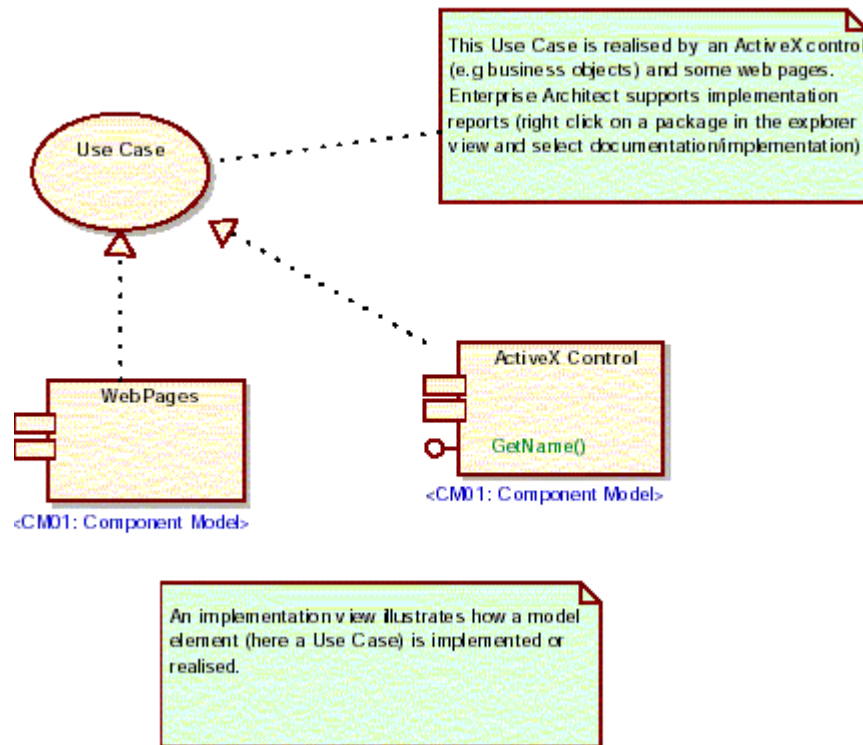 This Use Case is realised by an ActiveX control
(e.g business objects) and some web pages.
Enterprise Architect supports implementation
reports (right click on a package in the explorer
view and select documentation/implementation)
Use Case
ActiveX Control
WebPages
GetName()
<CM01: Component Model>
<CM01: Component Model>
An implementation view illustrates how a model
element (here a Use Case) is implemented or
realised.